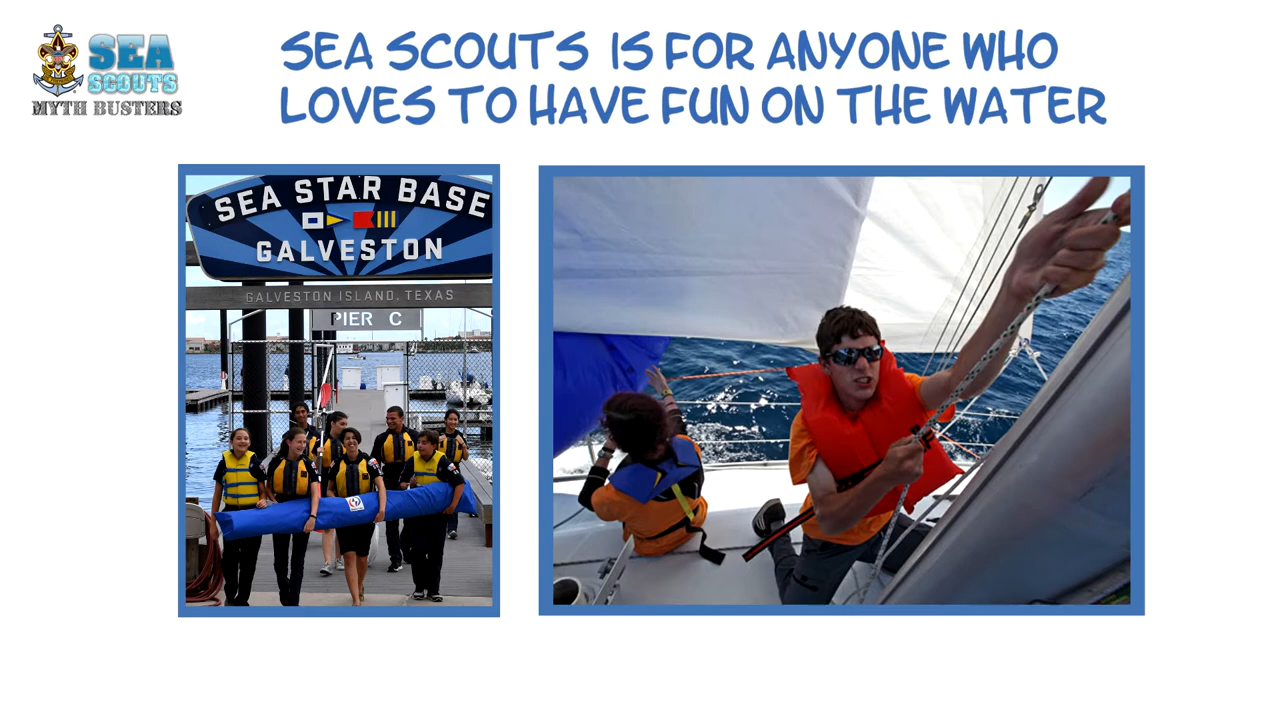 SEA
SCOUTS
MYTH BUSTERS
SEA SCOUTS IS FOR ANYONE WHO
LOVES TO HAVE FUN ON THE WATER
SEA STAR BASE
GALVESTON
GALVESTON ISLAND, TEXAS
PIER C